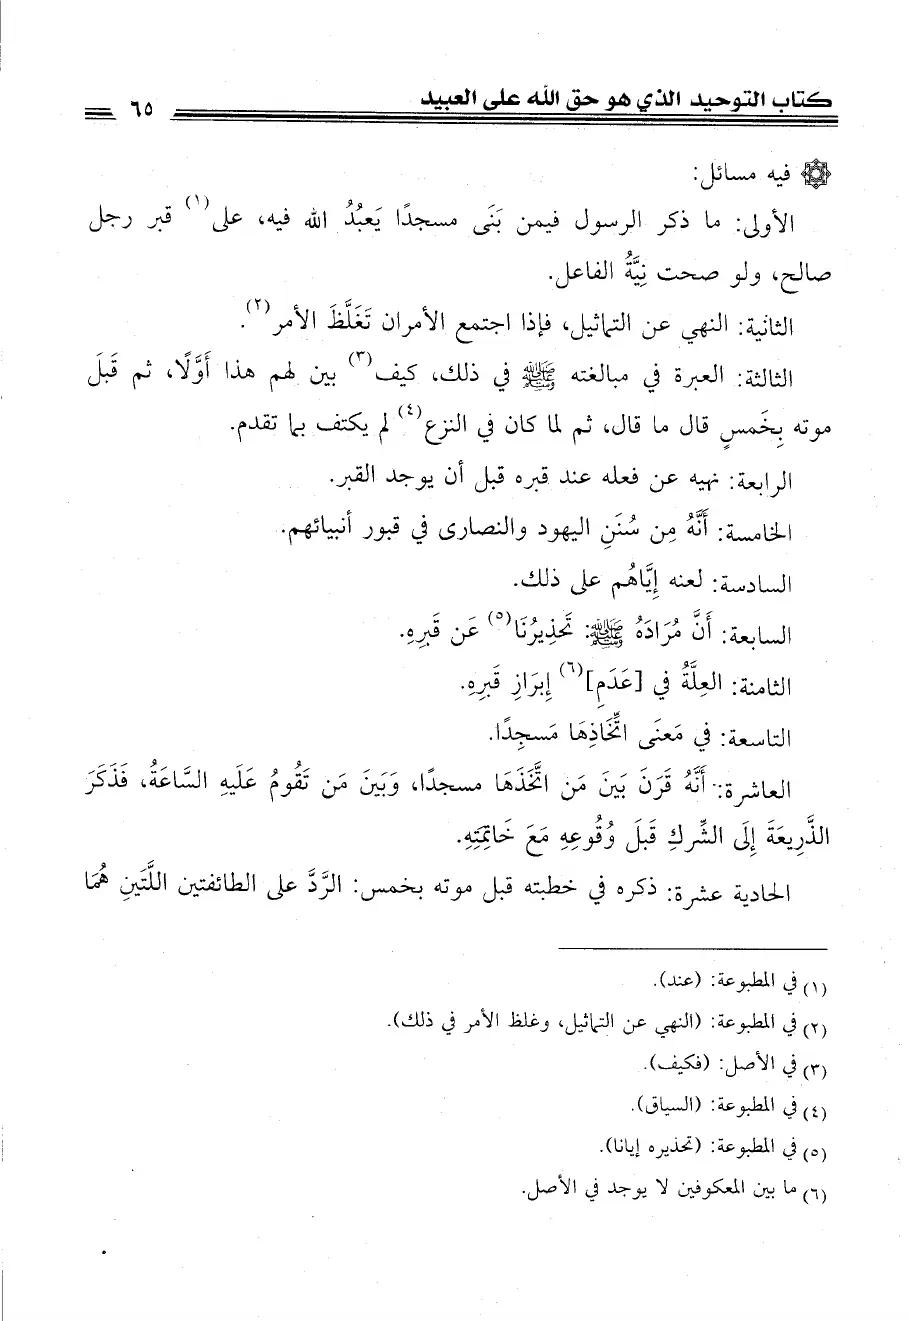 كتاب التوحيد الذي هو حق الله على العبيد ٦٥
فيه مسائل:
الأولى: ما ذكر الرسول فيمن بَنَى مسجدًا يَعبُدُ الله فيه، على(١) قبر رجل
صالح، ولو صحت نِيَّةُ الفاعل.
الثانية: النهي عن التماثيل، فإذا اجتمع الأمران تَغَلَّظَ الأمر(٢).
الثالثة: العبرة في مبالغته ﷺ في ذلك، كيف(٣) بين لهم هذا أَوَّلًا، ثم قَبلَ
موته بِخَمسٍ قال ما قال، ثم لما كان في النزع(٤) لم يكتف بما تقدم.
الرابعة: نهيه عن فعله عند قبره قبل أن يوجد القبر.
الخامسة: أَنَّهُ مِن سُنَنِ اليهود والنصارى في قبور أنبيائهم.
السادسة: لعنه إِيَّاهُم على ذلك.
السابعة: أَنَّ مُرَادَهُ ﷺ: تَحذِيرُنَا(٥) عَن قَبرِهِ.
الثامنة: العِلَّةُ في [عَدَمِ](٦) إِبرَازِ قَبرِهِ.
التاسعة: في مَعنَى اتِّخَاذِهَا مَسجِدًا.
العاشرة: أَنَّهُ قَرَنَ بَينَ مَن اتَّخَذَهَا مسجدًا، وَبَينَ مَن تَقُومُ عَلَيهِ السَّاعَةُ، فَذَكَرَ
الذَّرِيعَةَ إِلَى الشِّركِ قَبلَ وُقُوعِهِ مَعَ خَاتِمَتِهِ.
الحادية عشرة: ذكره في خطبته قبل موته بخمس: الرَّدَّ على الطائفتين اللَّتَينِ هُمَا
(١) في المطبوعة: (عند).
(٢) في المطبوعة: (النهي عن التماثيل، وغلظ الأمر في ذلك).
(٣) في الأصل: (فكيف).
(٤) في المطبوعة: (السياق).
(٥) في المطبوعة: (تحذيره إيانا).
(٦) ما بين المعكوفين لا يوجد في الأصل.